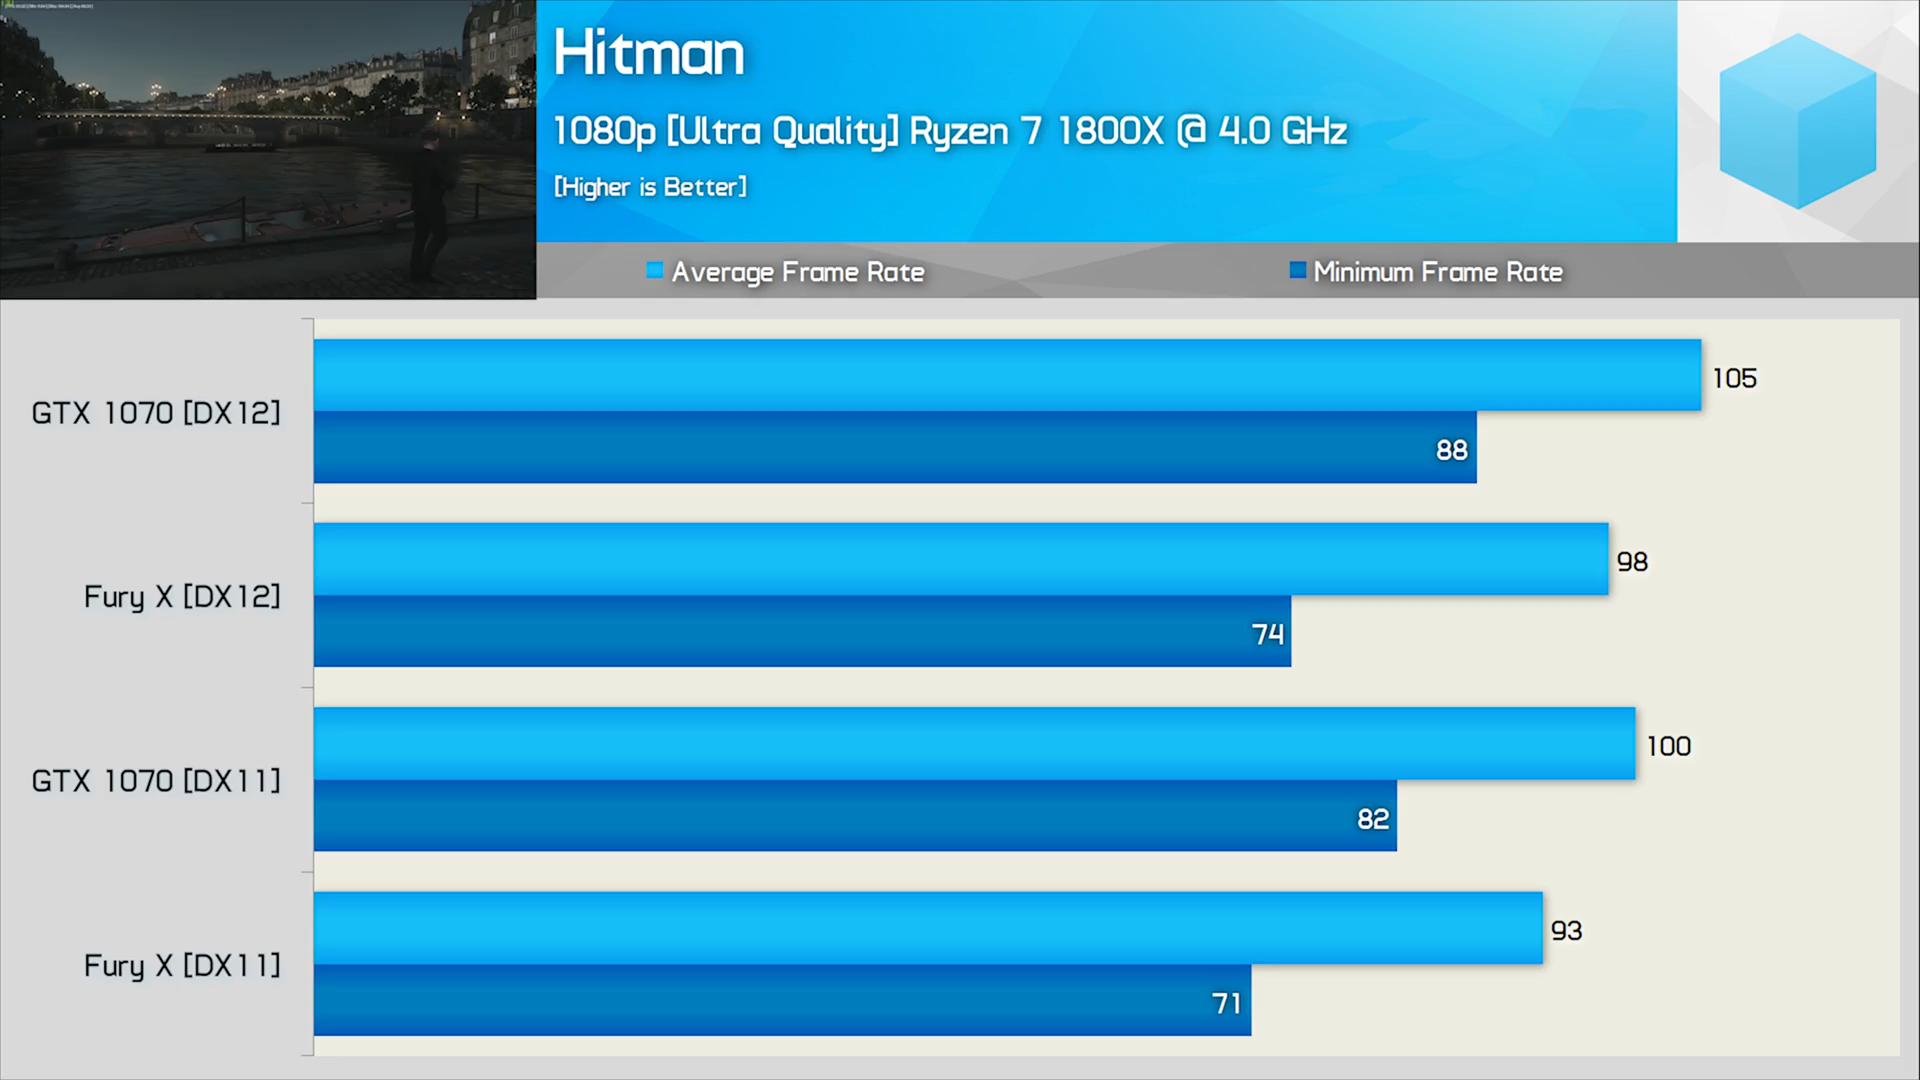 Hitman
1080p [Ultra Quality] Ryzen 7 1800X @ 4.0 GHz
[Higher is Better]
Average Frame Rate
Minimum Frame Rate
GTX 1070 [DX12]
105
88
Fury X [DX12]
98
74
GTX 1070 [DX11]
100
82
Fury X [DX11]
93
71